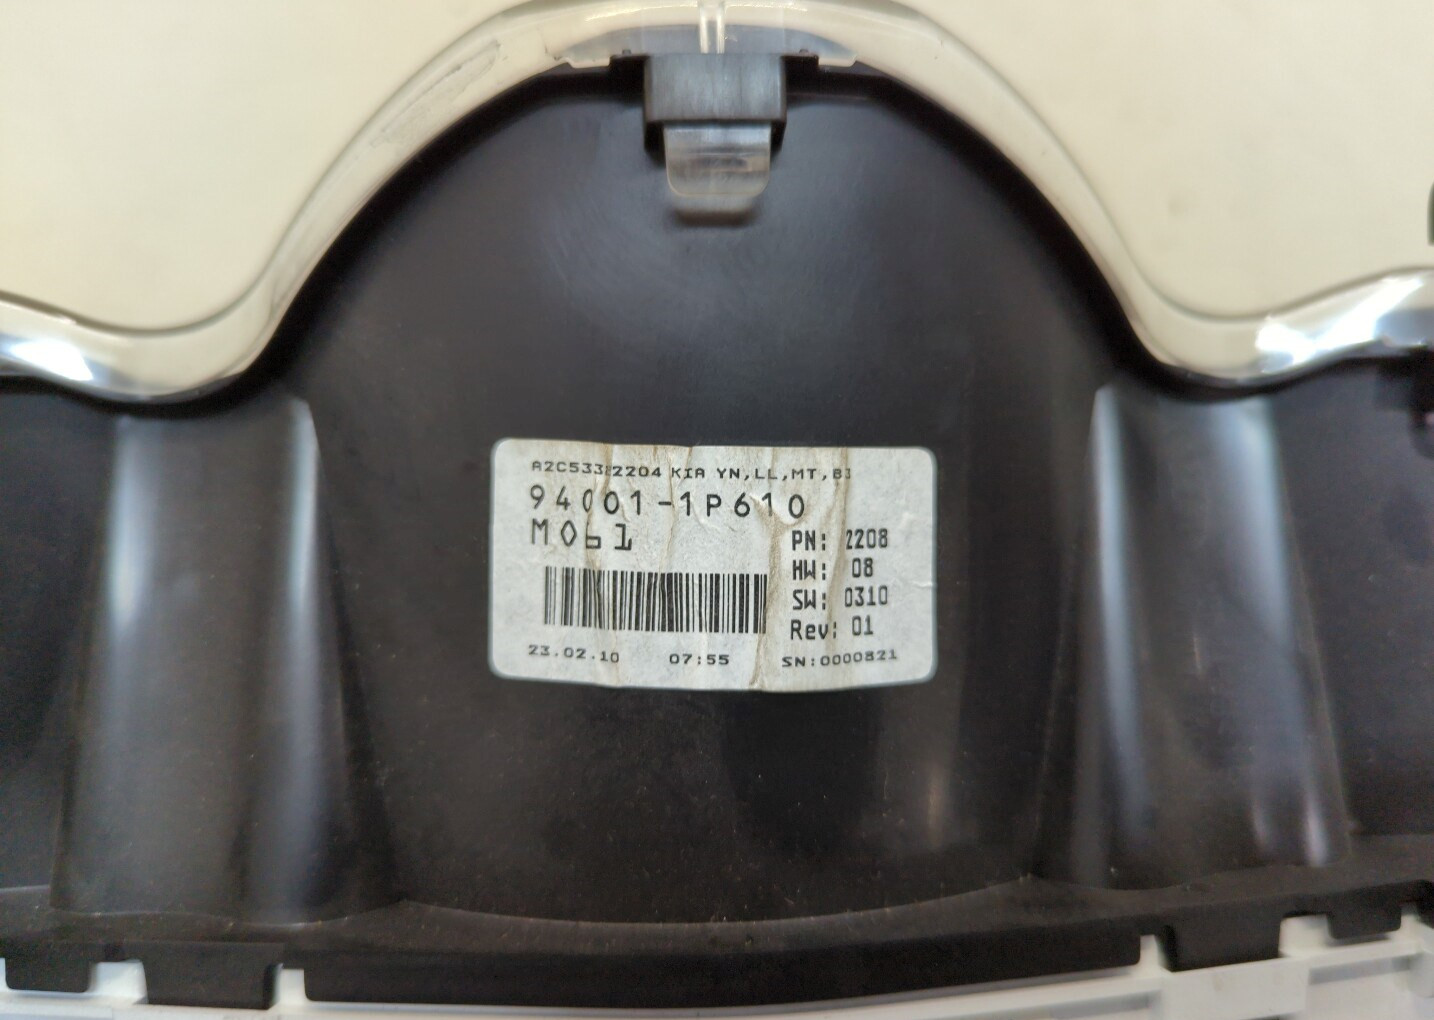 A2C53382204 KIA YN,LL,MT,B3
94001-1P610
M061
PN: 2208
HW: 08
SW: 0310
Rev: 01
23.02.10 07:55 SN:0000821